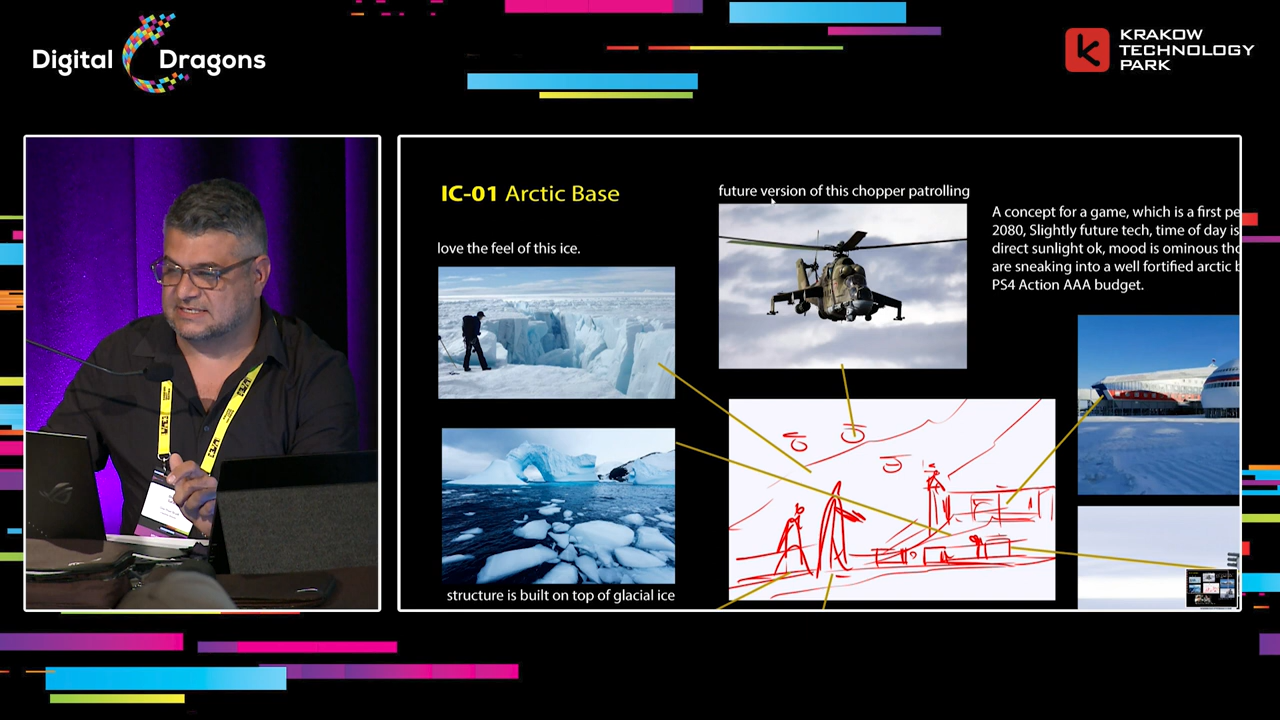 Digital Dragons
KRAKOW
TECHNOLOGY
PARK
IC-01 Arctic Base
love the feel of this ice.
structure is built on top of glacial ice
future version of this chopper patrolling
A concept for a game, which is a first pe
2080, Slightly future tech, time of day is
direct sunlight ok, mood is ominous tho
are sneaking into a well fortified arctic b
PS4 Action AAA budget.